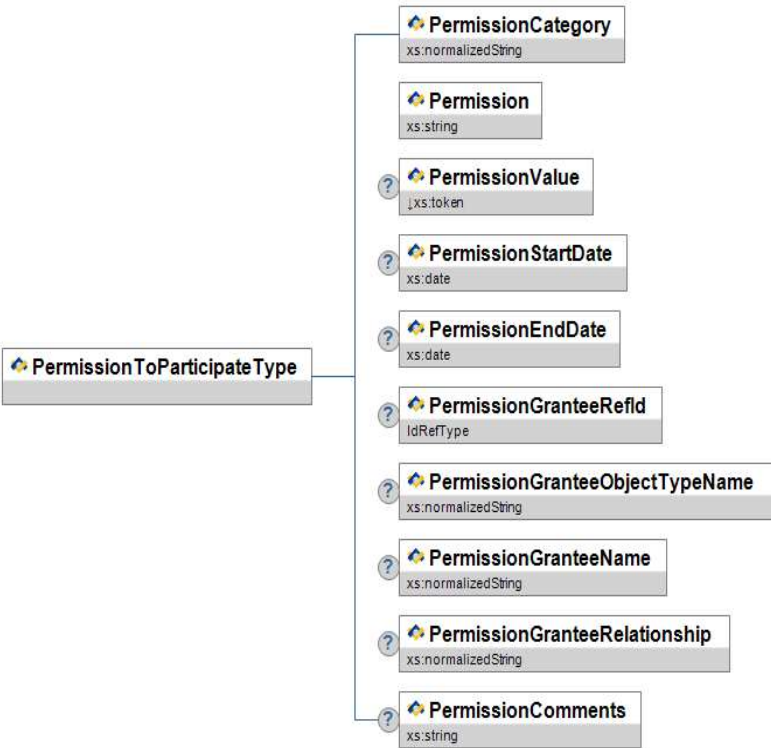 PermissionCategory
xs:normalizedString
Permission
xs:string
? PermissionValue
↓xs:token
? PermissionStartDate
xs:date
? PermissionEndDate
xs:date
PermissionToParticipateType
? PermissionGranteeRefId
IdRefType
? PermissionGranteeObjectTypeName
xs:normalizedString
? PermissionGranteeName
xs:normalizedString
? PermissionGranteeRelationship
xs:normalizedString
? PermissionComments
xs:string